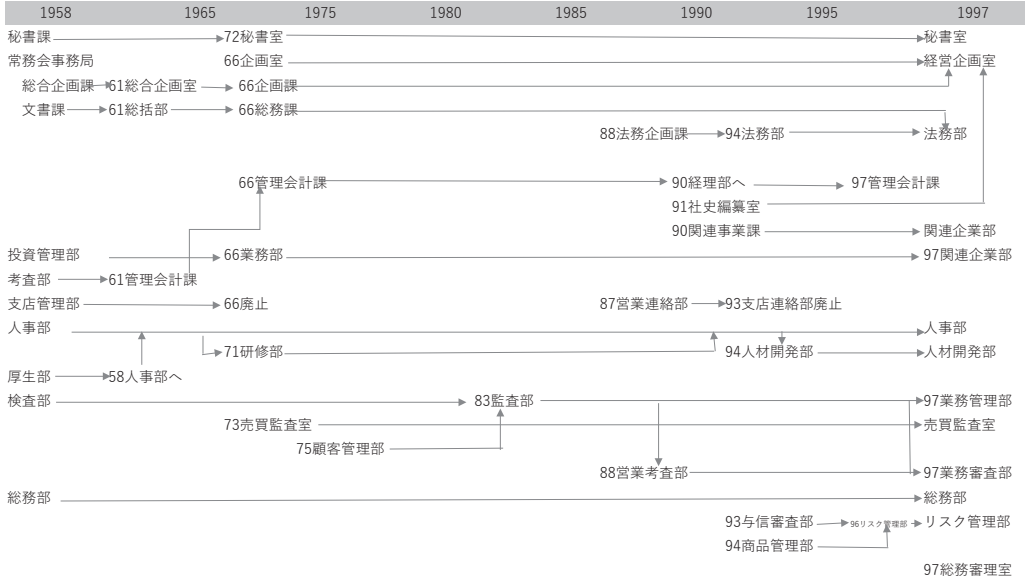 1958 1965 1975 1980 1985 1990 1995 1997
秘書課 72秘書室 秘書室
常務会事務局 66企画室 経営企画室
総合企画課 61総合企画室 66企画課
文書課 61総括部 66総務課
88法務企画課 94法務部 法務部
66管理会計課 90経理部へ 97管理会計課
91社史編纂室
90関連事業課 関連企業部
投資管理部 66業務部 97関連企業部
考査部 61管理会計課
支店管理部 66廃止 87営業連絡部 93支店連絡部廃止
人事部 人事部
71研修部 94人材開発部 人材開発部
厚生部 58人事部へ
検査部 83監査部 97業務管理部
73売買監査室 売買監査室
75顧客管理部
88営業考査部 97業務審査部
総務部 総務部
93与信審査部 96リスク管理部 リスク管理部
94商品管理部
97総務審理室